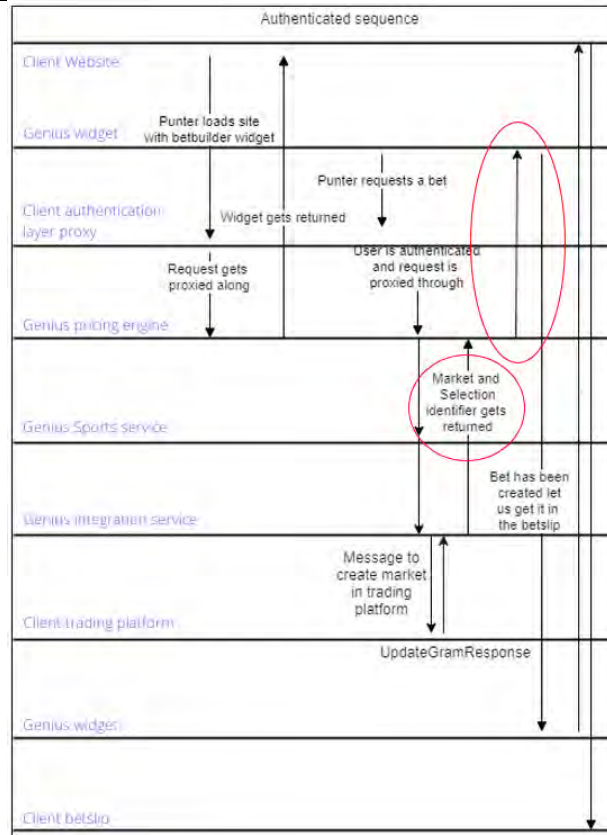 Authenticated sequence
Client Website
Punter loads site
with betbuilder widget
Genius widget
Punter requests a bet
Client authentication
layer proxy
Widget gets returned
Request gets
proxied along
User is authenticated
and request is
proxied through
Genius pricing engine
Market and
Selection
identifier gets
returned
Genius Sports service
Bet has been
created let
us get it in
the betslip
Genius integration service
Message to
create market
in trading
platform
Client trading platform
UpdateGramResponse
Genius widget
Client betslip